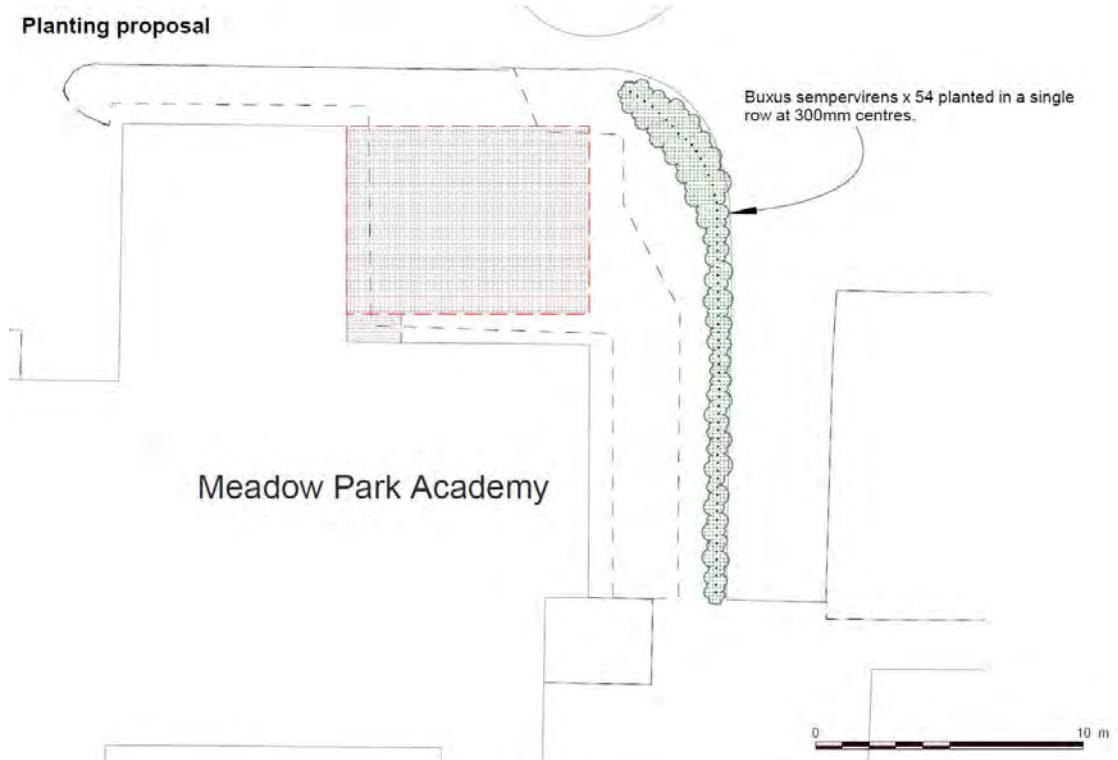 Planting proposal
Buxus sempervirens x 54 planted in a single
row at 300mm centres.
Meadow Park Academy
0 10 m